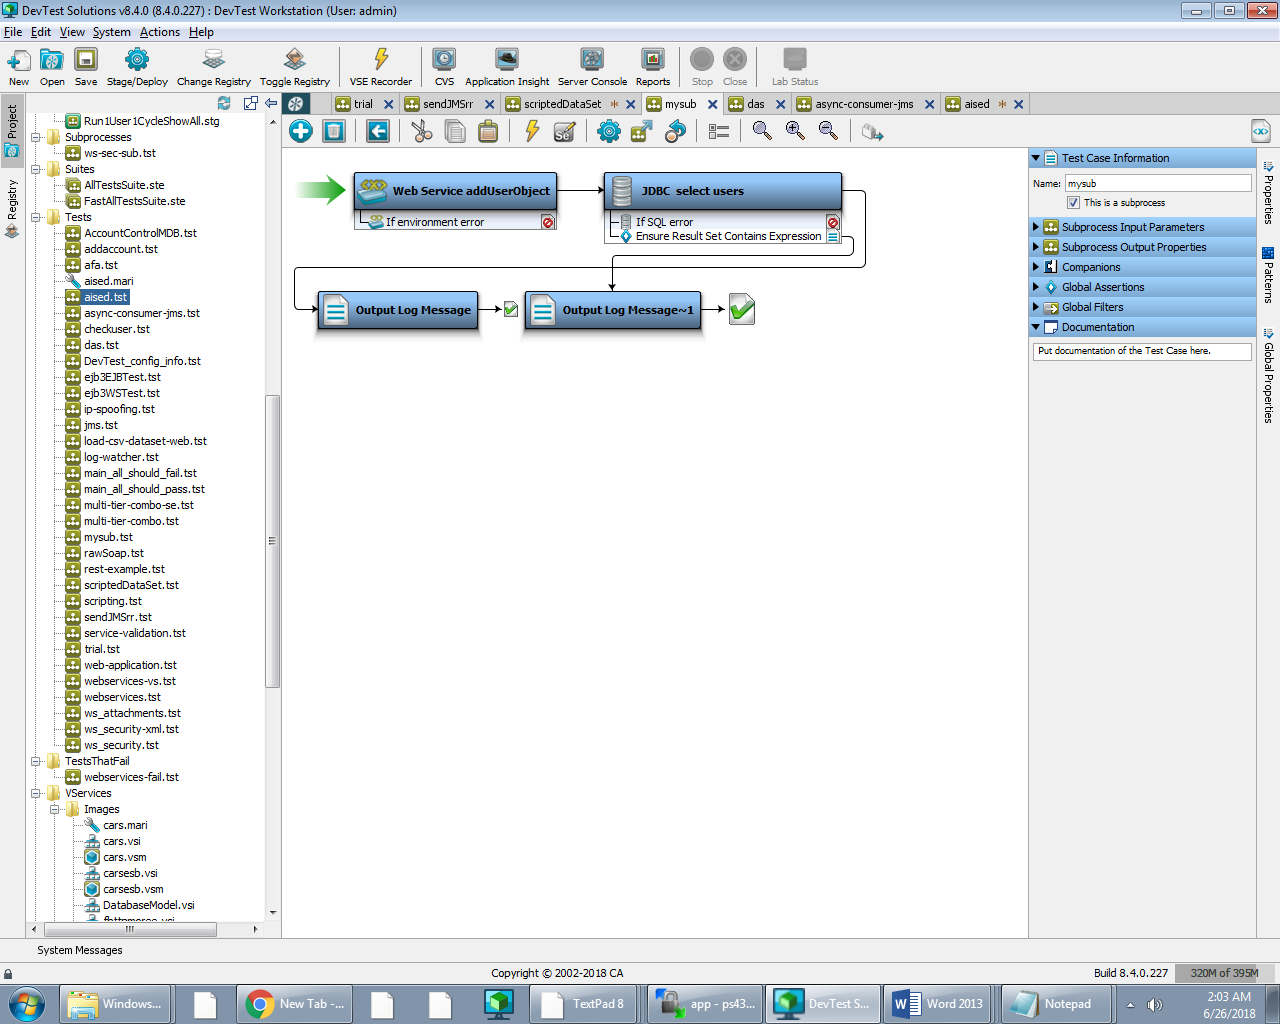 DevTest Solutions v8.4.0 (8.4.0.227) : DevTest Workstation (User: admin)
File Edit View System Actions Help
New Open Save Stage/Deploy Change Registry Toggle Registry VSE Recorder CVS Application Insight Server Console Reports Stop Close Lab Status
Project
Registry
trial sendJMSrr scriptedDataSet * mysub das async-consumer-jms aised *
Run1User1CycleShowAll.stg
Subprocesses
ws-sec-sub.tst
Suites
AllTestsSuite.ste
FastAllTestsSuite.ste
Tests
AccountControlMDB.tst
addaccount.tst
afa.tst
aised.mari
aised.tst
async-consumer-jms.tst
checkuser.tst
das.tst
DevTest_config_info.tst
ejb3EJBTest.tst
ejb3WSTest.tst
ip-spoofing.tst
jms.tst
load-csv-dataset-web.tst
log-watcher.tst
main_all_should_fail.tst
main_all_should_pass.tst
multi-tier-combo-se.tst
multi-tier-combo.tst
mysub.tst
rawSoap.tst
rest-example.tst
scriptedDataSet.tst
scripting.tst
sendJMSrr.tst
service-validation.tst
trial.tst
web-application.tst
webservices-vs.tst
webservices.tst
ws_attachments.tst
ws_security-xml.tst
ws_security.tst
TestsThatFail
webservices-fail.tst
VServices
Images
cars.mari
cars.vsi
cars.vsm
carsesb.vsi
carsesb.vsm
DatabaseModel.vsi
Self
Web Service addUserObject
If environment error
JDBC select users
If SQL error
Ensure Result Set Contains Expression
Output Log Message
Output Log Message~1
Test Case Information
Name: mysub
This is a subprocess
Subprocess Input Parameters
Subprocess Output Properties
Companions
Global Assertions
Global Filters
Documentation
Put documentation of the Test Case here.
Properties
Patterns
Global Properties
System Messages
Copyright © 2002-2018 CA
Build 8.4.0.227
320M of 395M
Windows... New Tab -... TextPad 8 app - ps43... DevTest S... Word 2013 Notepad
2:03 AM
6/26/2018